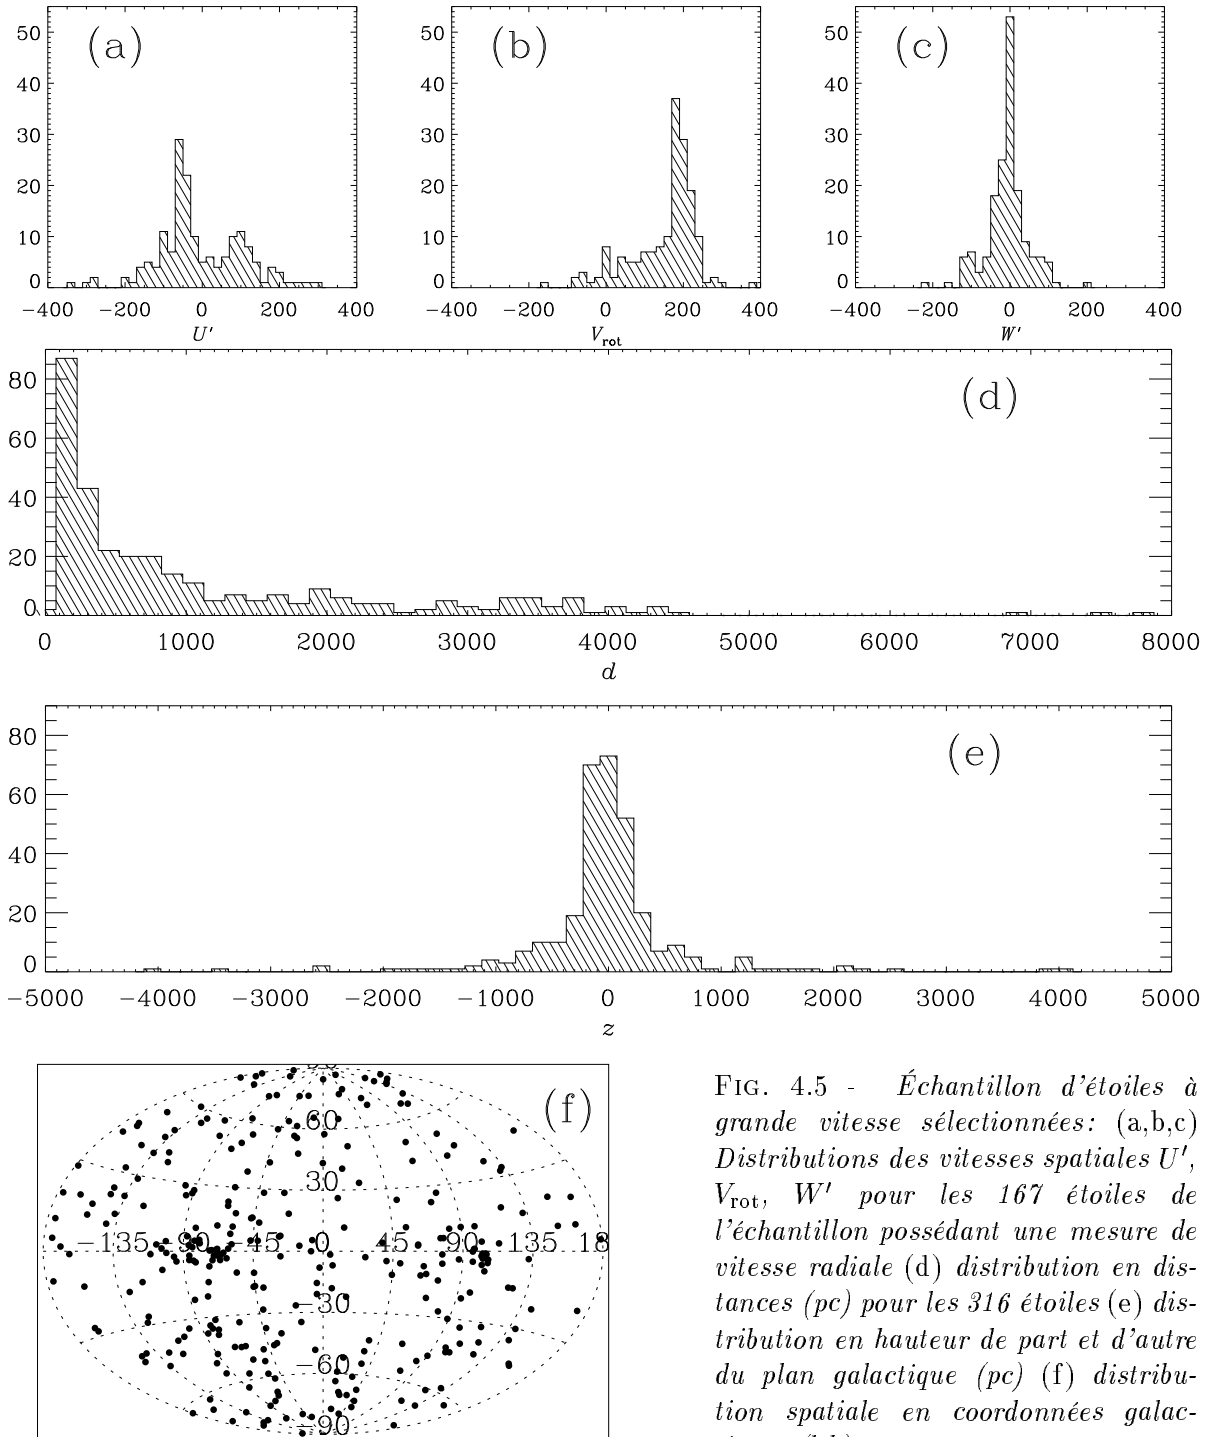 (a) (b) (c)
50 50 50
40 40 40
30 30 30
20 20 20
10 10 10
0 0 0
−400 −200 0 200 400 −400 −200 0 200 400 −400 −200 0 200 400
U′ V_rot W′
(d)
80
60
40
20
0
0 1000 2000 3000 4000 5000 6000 7000 8000
d
(e)
80
60
40
20
0
−5000 −4000 −3000 −2000 −1000 0 1000 2000 3000 4000 5000
z
(f)
60
30
−135 −90 −45 0 45 90 135 18
−30
−60
−90
FIG. 4.5 - Échantillon d'étoiles à
grande vitesse sélectionnées: (a,b,c)
Distributions des vitesses spatiales U′,
V_rot, W′ pour les 167 étoiles de
l'échantillon possédant une mesure de
vitesse radiale (d) distribution en dis-
tances (pc) pour les 316 étoiles (e) dis-
tribution en hauteur de part et d'autre
du plan galactique (pc) (f) distribu-
tion spatiale en coordonnées galac-